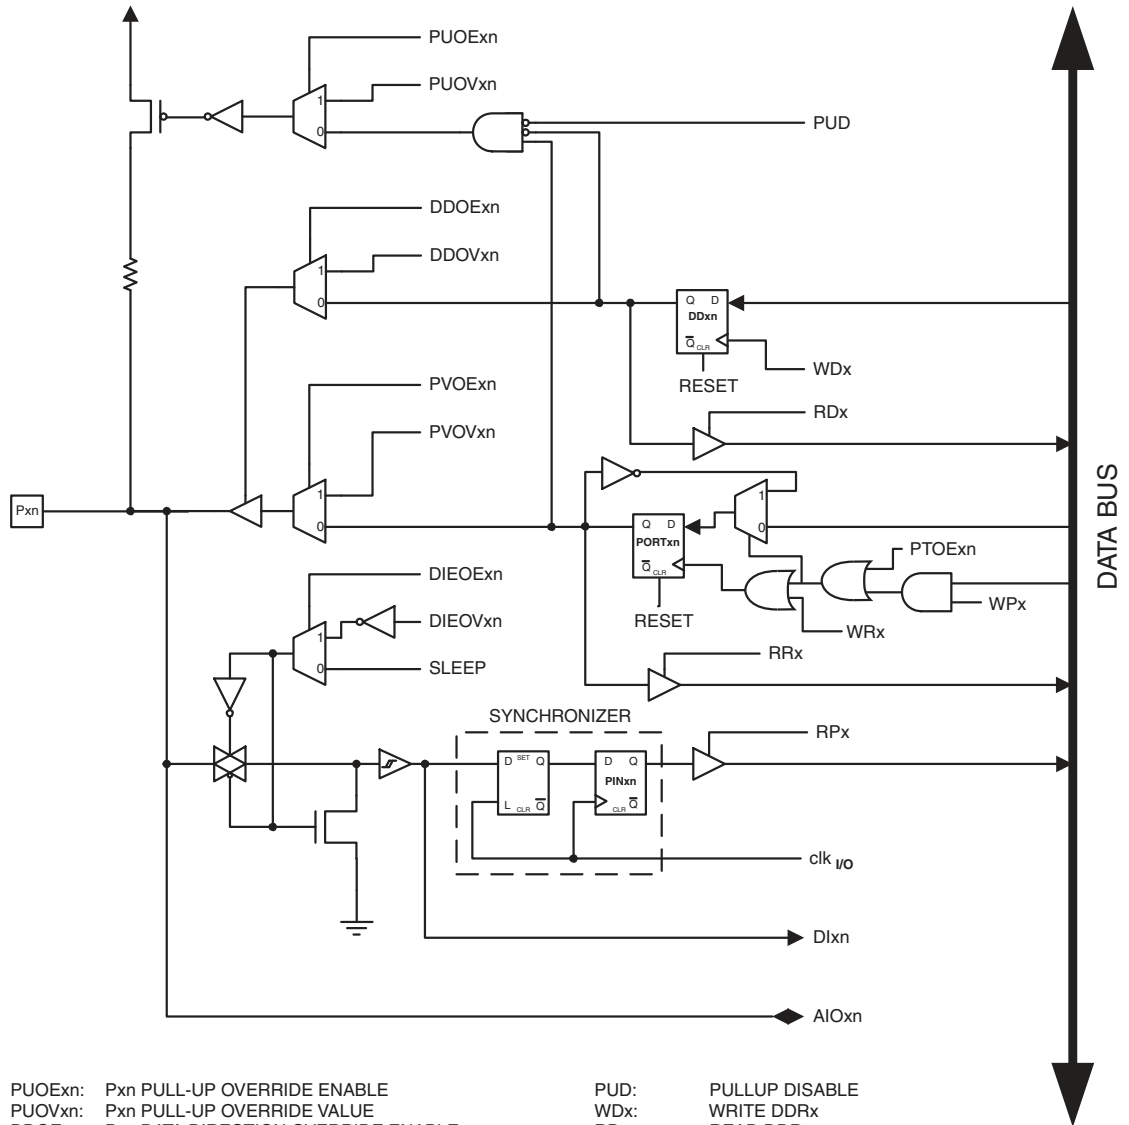 PUOExn
PUOVxn
1
0
PUD
DDOExn
DDOVxn
1
0
Q D
DDxn
Q CLR
WDx
RESET
PVOExn
RDx
PVOVxn
DATA BUS
1
0
Pxn
1
0
Q D
PORTxn
Q CLR
PTOExn
WPx
RESET
WRx
DIEOExn
DIEOVxn
1
0
SLEEP
RRx
SYNCHRONIZER
RPx
D SET Q
L CLR Q
D Q
PINxn
CLR Q
clk I/O
DIxn
AIOxn
PUOExn: Pxn PULL-UP OVERRIDE ENABLE PUD: PULLUP DISABLE
PUOVxn: Pxn PULL-UP OVERRIDE VALUE WDx: WRITE DDRx